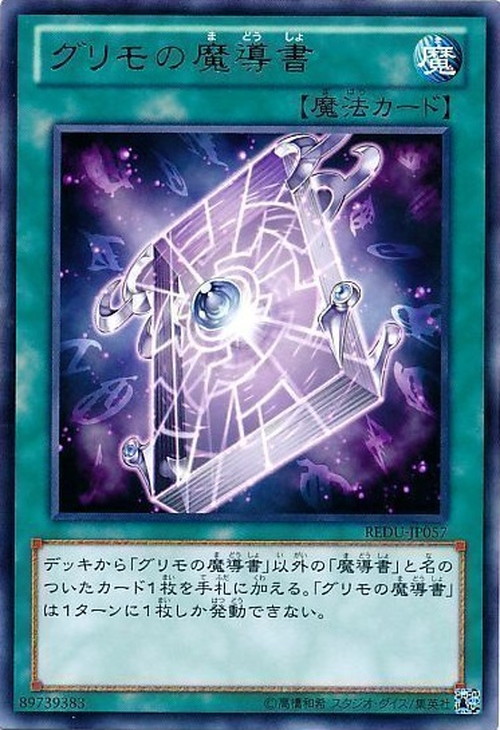 グリモの魔導書
魔
【魔法カード】
REDU-JP057
デッキから「グリモの魔導書」以外の「魔導書」と名の
ついたカード1枚を手札に加える。「グリモの魔導書」
は1ターンに1枚しか発動できない。
89739383
©高橋和希 スタジオ・ダイス/集英社